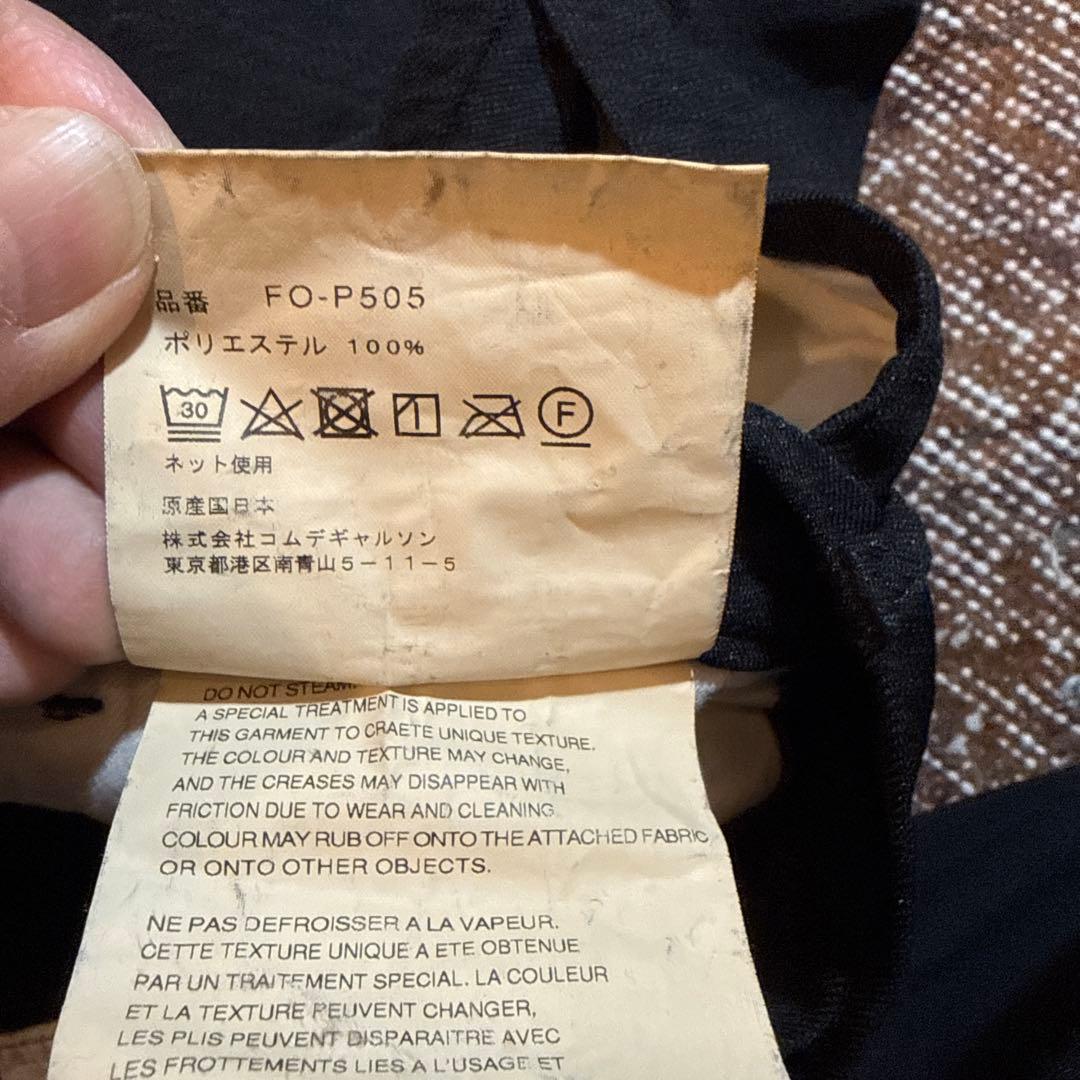 品番 FO-P505
ポリエステル 100%
30
F
ネット使用
原産国日本
株式会社コムデギャルソン
東京都港区南青山5-11-5
DO NOT STEAM
A SPECIAL TREATMENT IS APPLIED TO
THIS GARMENT TO CRAETE UNIQUE TEXTURE.
THE COLOUR AND TEXTURE MAY CHANGE,
AND THE CREASES MAY DISAPPEAR WITH
FRICTION DUE TO WEAR AND CLEANING.
COLOUR MAY RUB OFF ONTO THE ATTACHED FABRIC
OR ONTO OTHER OBJECTS.
NE PAS DEFROISSER A LA VAPEUR.
CETTE TEXTURE UNIQUE A ETE OBTENUE
PAR UN TRAITEMENT SPECIAL. LA COULEUR
ET LA TEXTURE PEUVENT CHANGER,
LES PLIS PEUVENT DISPARAITRE AVEC
LES FROTTEMENTS LIES A L'USAGE ET